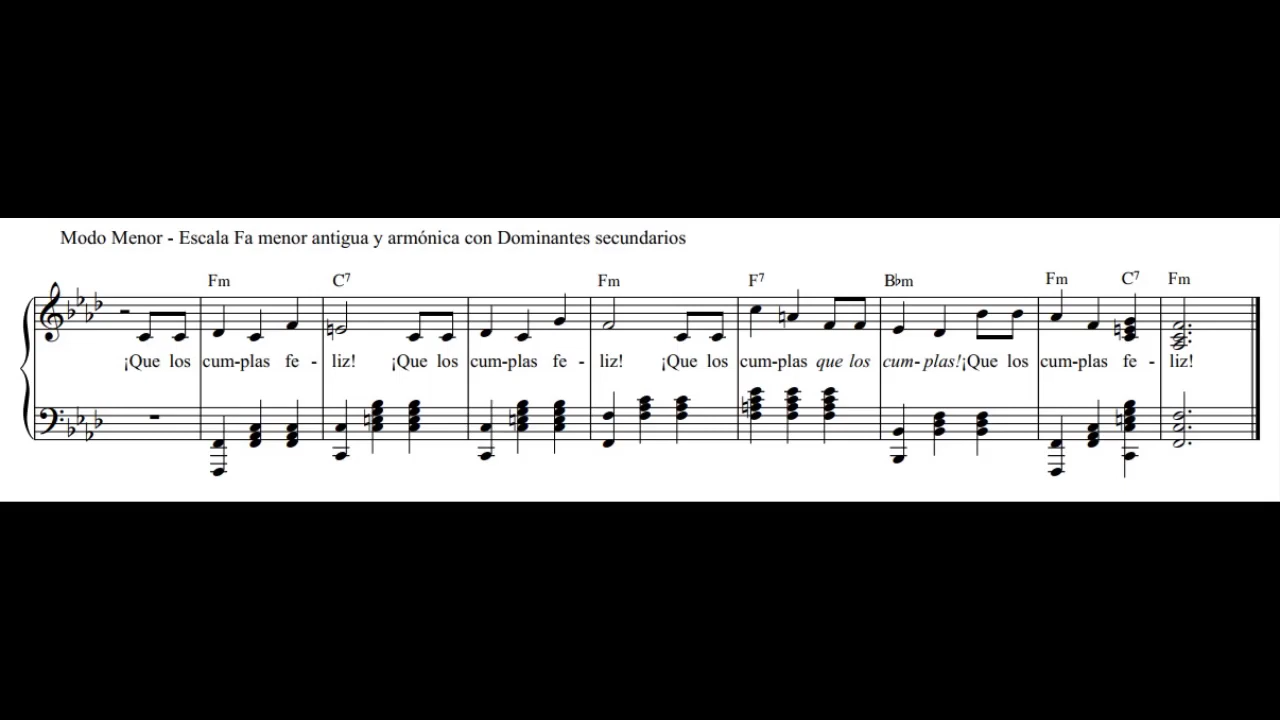 Modo Menor - Escala Fa menor antigua y armónica con Dominantes secundarios
Fm C7 Fm F7 B♭m Fm C7 Fm
¡Que los cum-plas fe - liz! ¡Que los cum-plas fe - liz! ¡Que los cum-plas que los cum-plas!¡Que los cum-plas fe - liz!